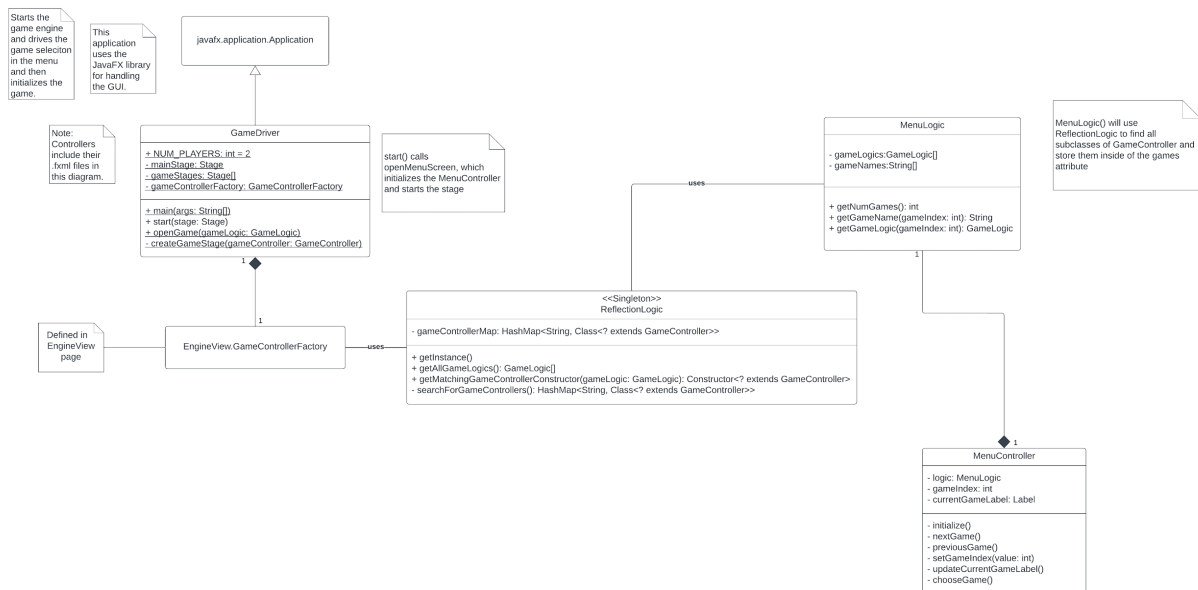 Starts the
game engine
and drives the
game seleciton
in the menu
and then
initializes the
game.
This
application
uses the
JavaFX library
for handling
the GUI.
javafx.application.Application
Note:
Controllers
include their
.fxml files in
this diagram.
GameDriver
+ NUM_PLAYERS: int = 2
- mainStage: Stage
- gameStages: Stage[]
- gameControllerFactory: GameControllerFactory
+ main(args: String[])
+ start(stage: Stage)
+ openGame(gameLogic: GameLogic)
- createGameStage(gameController: GameController)
start() calls
openMenuScreen, which
initializes the MenuController
and starts the stage
MenuLogic
- gameLogics:GameLogic[]
- gameNames:String[]
+ getNumGames(): int
+ getGameName(gameIndex: int): String
+ getGameLogic(gameIndex: int): GameLogic
MenuLogic() will use
ReflectionLogic to find all
subclasses of GameController and
store them inside of the games
attribute
uses
1
1
1
Defined in
EngineView
page
EngineView.GameControllerFactory
uses
<<Singleton>>
ReflectionLogic
- gameControllerMap: HashMap<String, Class<? extends GameController>>
+ getInstance()
+ getAllGameLogics(): GameLogic[]
+ getMatchingGameControllerConstructor(gameLogic: GameLogic): Constructor<? extends GameController>
- searchForGameControllers(): HashMap<String, Class<? extends GameController>>
1
MenuController
- logic: MenuLogic
- gameIndex: int
- currentGameLabel: Label
- initialize()
- nextGame()
- previousGame()
- setGameIndex(value: int)
- updateCurrentGameLabel()
- chooseGame()